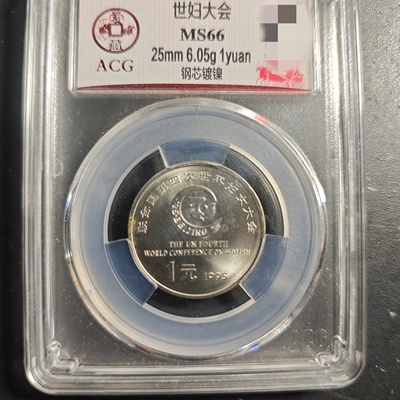 世妇大会
MS66
25mm 6.05g 1yuan
钢芯镀镍
ACG
联合国第四次世界妇女大会
BEIJING
THE UN FOURTH
WORLD CONFERENCE ON WOMEN
1元 1995